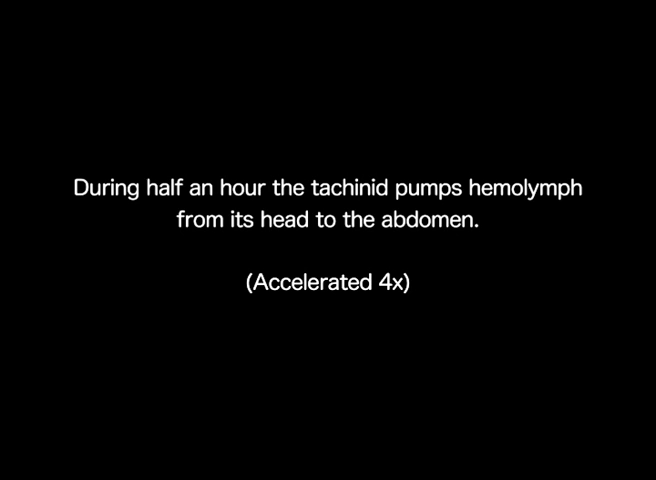 During half an hour the tachinid pumps hemolymph
from its head to the abdomen.
(Accelerated 4x)